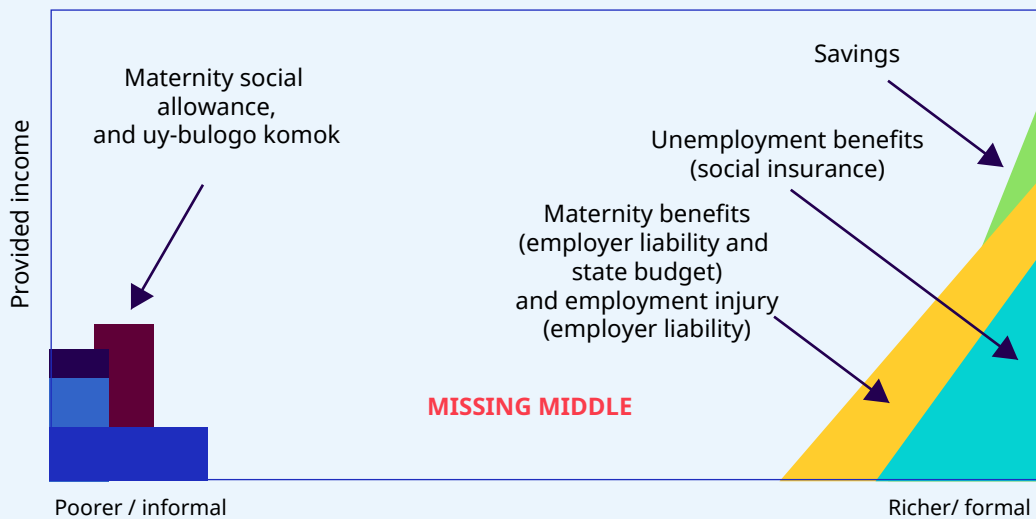 Savings
Maternity social
allowance,
and uy-bulogo komok
Unemployment benefits
(social insurance)
Maternity benefits
(employer liability and
state budget)
and employment injury
(employer liability)
Provided income
MISSING MIDDLE
Poorer / informal
Richer/ formal